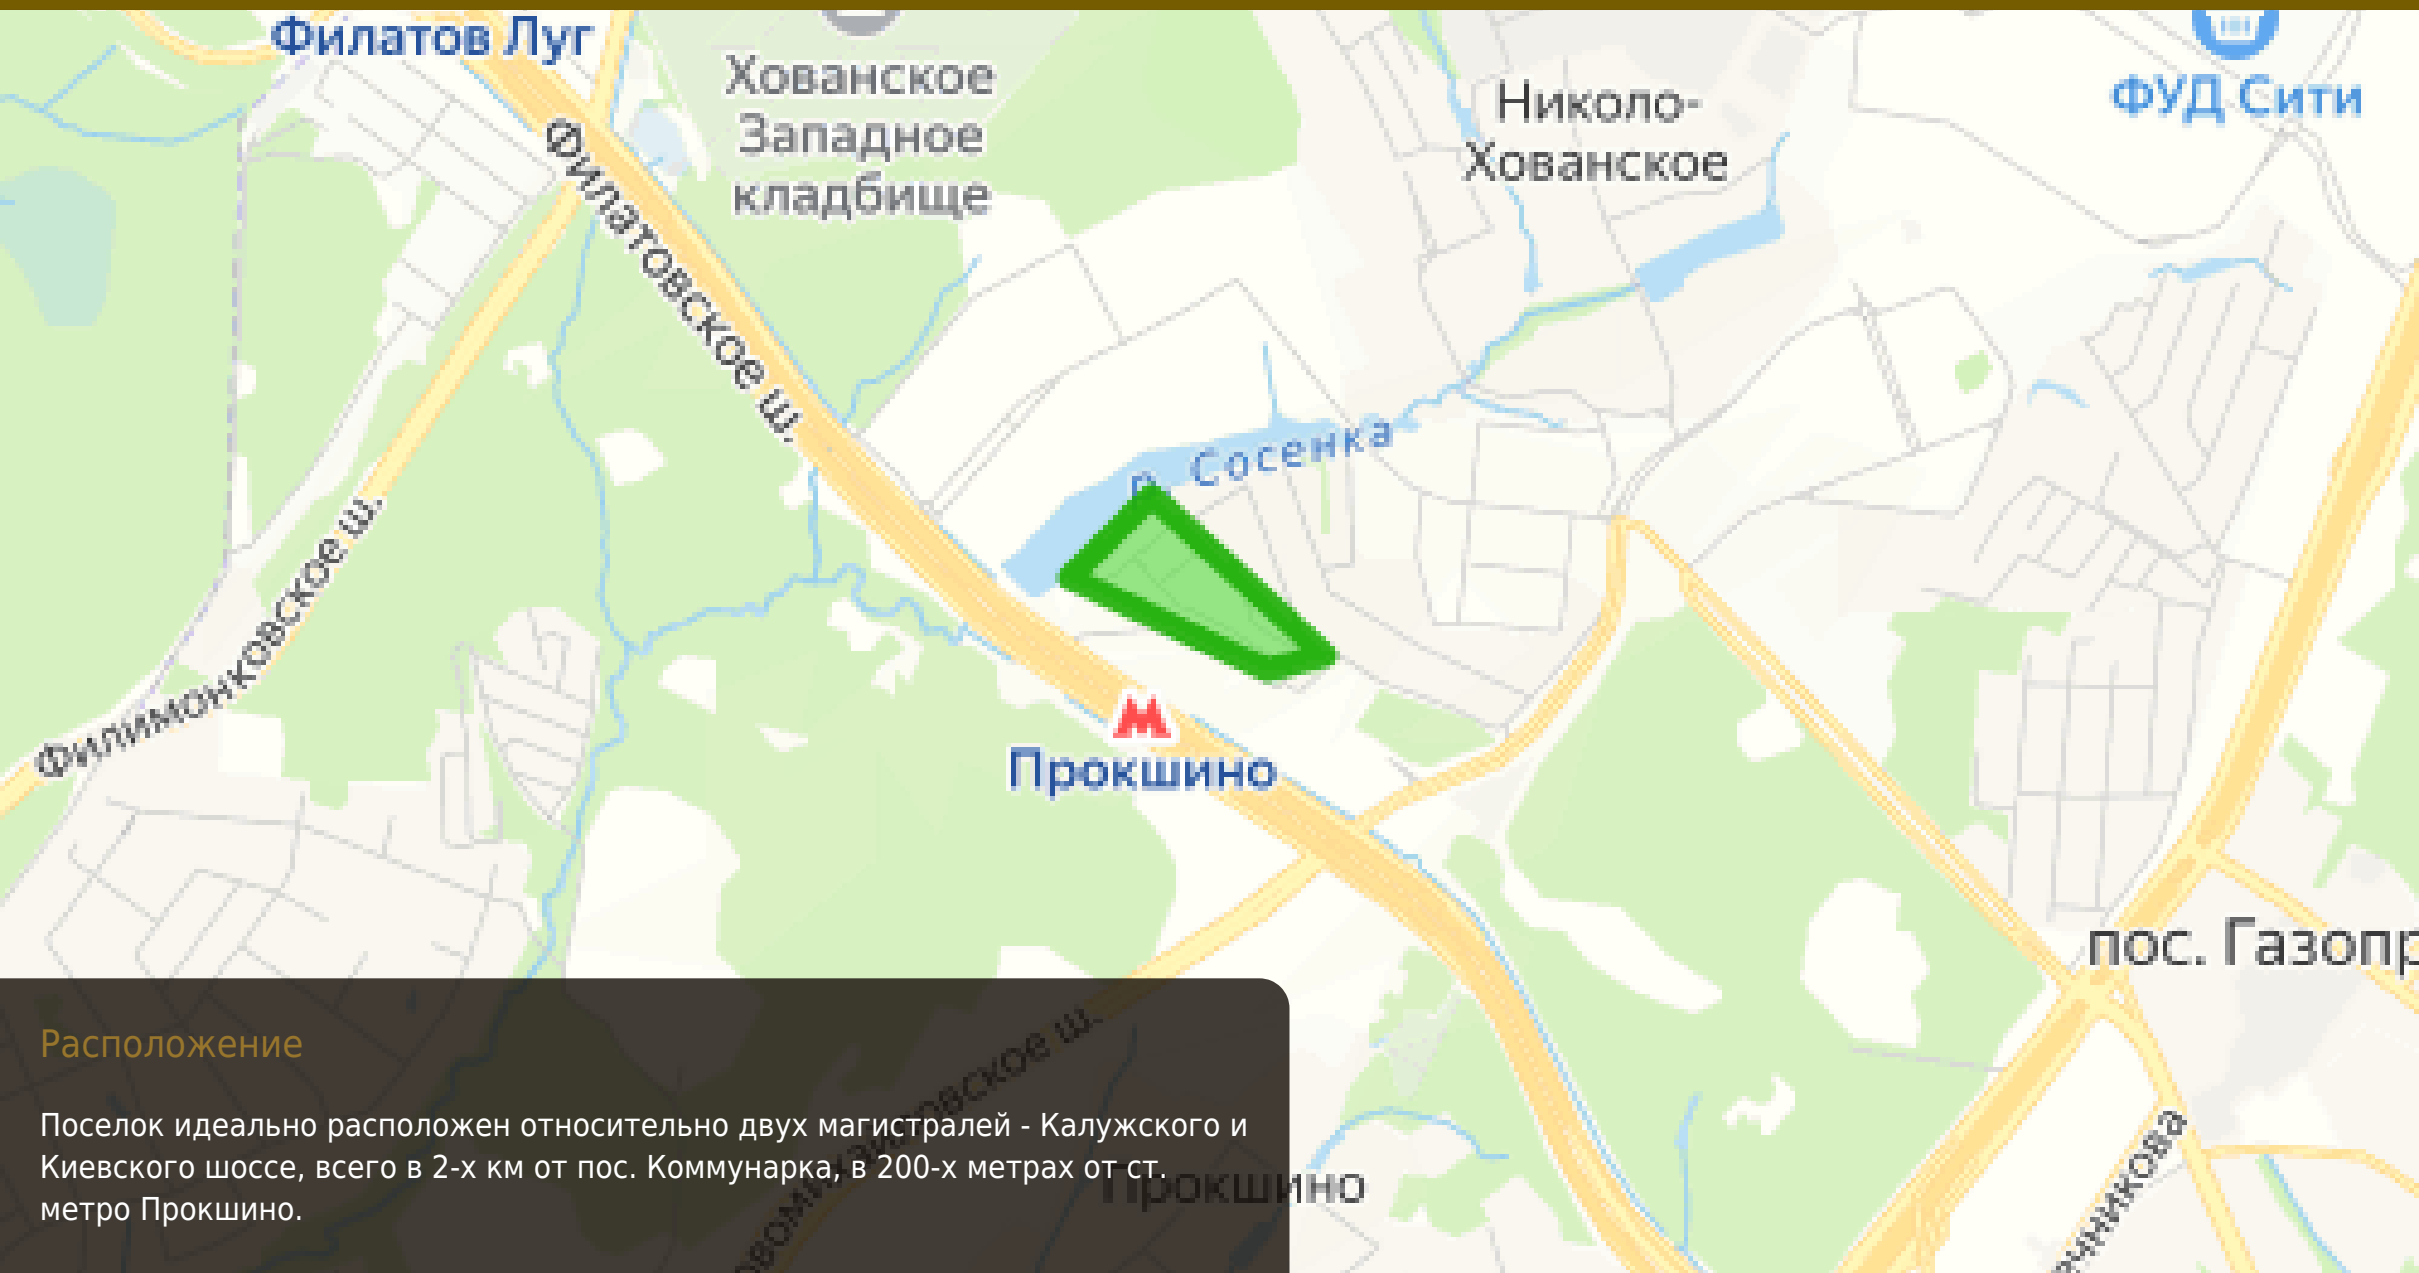 Филатов Луг
Хованское
Западное
кладбище
Николо-
Хованское
ФУД Сити
Филатовское ш.
р. Сосенка
Филимонковское ш.
Прокшино
пос. Газопр
Расположение
Поселок идеально расположен относительно двух магистралей - Калужского и
Киевского шоссе, всего в 2-х км от пос. Коммунарка, в 200-х метрах от ст.
метро Прокшино.
Прокшино